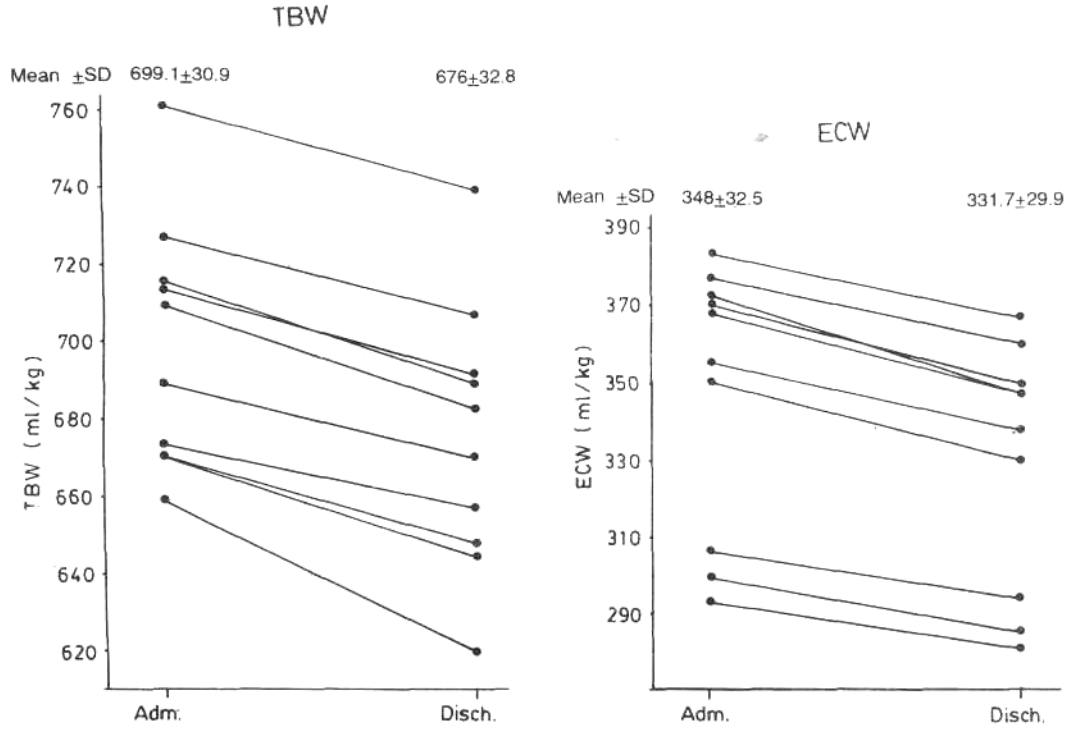 TBW
Mean ±SD 699.1±30.9 676±32.8
760
740
720
700
680
660
640
620
TBW (ml/kg)
Adm. Disch.
ECW
Mean ±SD 348±32.5 331.7±29.9
390
370
350
330
310
290
ECW (ml/kg)
Adm. Disch.